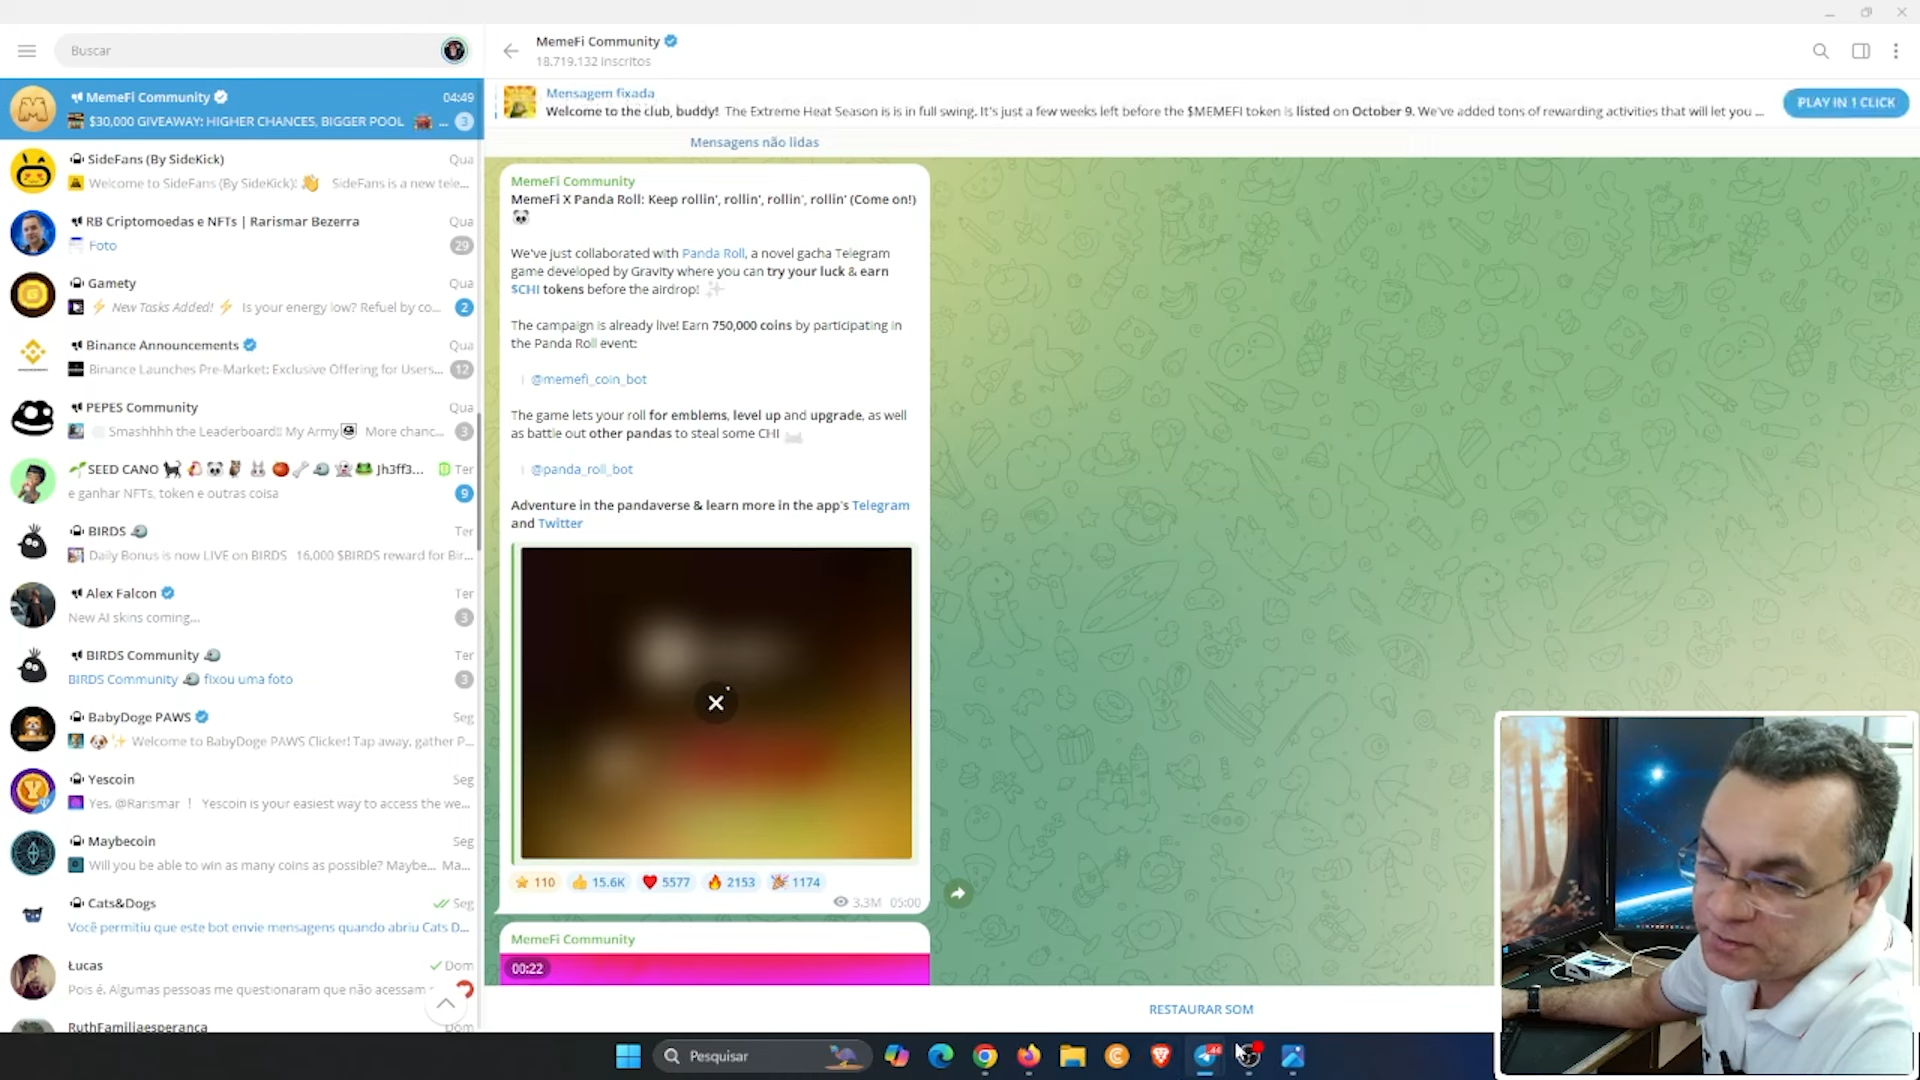 Buscar
MemeFi Community
04:49
$30,000 GIVEAWAY: HIGHER CHANCES, BIGGER POOL ...
3
SideFans (By SideKick)
Qua
Welcome to SideFans (By SideKick)! SideFans is a new tele...
RB Criptomoedas e NFTs | Rarismar Bezerra
Qua
Foto
29
Gamety
Qua
New Tasks Added! Is your energy low? Refuel by co...
2
Binance Announcements
Qua
Binance Launches Pre-Market: Exclusive Offering for Users...
12
PEPES Community
Qua
Smashhhh the Leaderboard!! My Army More chanc...
3
SEED CANO Jh3ff3...
Ter
e ganhar NFTs, token e outras coisa
9
BIRDS
Ter
Daily Bonus is now LIVE on BIRDS 16,000 $BIRDS reward for Bir...
Alex Falcon
Ter
New AI skins coming...
3
BIRDS Community
Ter
BIRDS Community fixou uma foto
3
BabyDoge PAWS
Seg
Welcome to BabyDoge PAWS Clicker! Tap away, gather P...
Yescoin
Seg
Yes, @Rarismar ! Yescoin is your easiest way to access the we...
Maybecoin
Seg
Will you be able to win as many coins as possible? Maybe... Ma...
Cats&Dogs
Seg
Você permitiu que este bot envie mensagens quando abriu Cats D...
Łucas
Dom
Pois é. Algumas pessoas me questionaram que não acessam
RuthFamiliaesperança
Dom
MemeFi Community
18.719.132 inscritos
Mensagem fixada
Welcome to the club, buddy! The Extreme Heat Season is is in full swing. It's just a few weeks left before the $MEMEFI token is listed on October 9. We've added tons of rewarding activities that will let you ...
PLAY IN 1 CLICK
Mensagens não lidas
MemeFi Community
MemeFi X Panda Roll: Keep rollin', rollin', rollin', rollin' (Come on!)
We've just collaborated with Panda Roll, a novel gacha Telegram
game developed by Gravity where you can try your luck & earn
$CHI tokens before the airdrop!
The campaign is already live! Earn 750,000 coins by participating in
the Panda Roll event:
@memefi_coin_bot
The game lets your roll for emblems, level up and upgrade, as well
as battle out other pandas to steal some CHI
@panda_roll_bot
Adventure in the pandaverse & learn more in the app's Telegram
and Twitter
110 15.6K 5577 2153 1174
3.3M 05:00
MemeFi Community
00:22
RESTAURAR SOM
Pesquisar